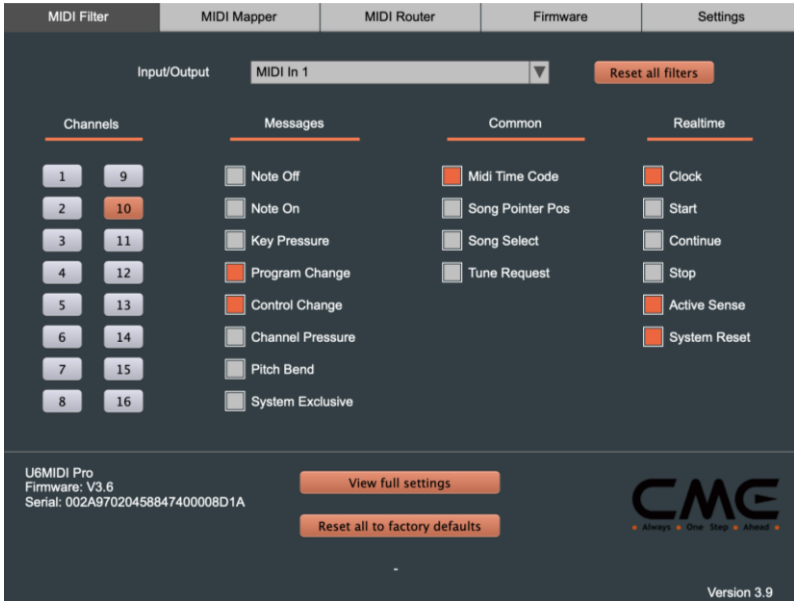 MIDI Filter MIDI Mapper MIDI Router Firmware Settings
Input/Output MIDI In 1 Reset all filters
Channels Messages Common Realtime
1 9 Note Off Midi Time Code Clock
2 10 Note On Song Pointer Pos Start
3 11 Key Pressure Song Select Continue
4 12 Program Change Tune Request Stop
5 13 Control Change Active Sense
6 14 Channel Pressure System Reset
7 15 Pitch Bend
8 16 System Exclusive
U6MIDI Pro
Firmware: V3.6
Serial: 002A97020458847400008D1A
View full settings
Reset all to factory defaults
-
CME
Always One Step Ahead
Version 3.9